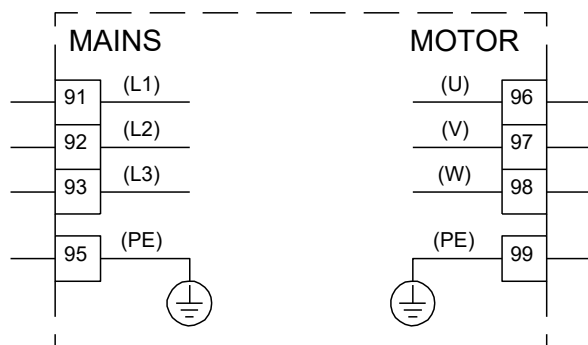 MAINS MOTOR
91 (L1) (U) 96
92 (L2) (V) 97
93 (L3) (W) 98
95 (PE) (PE) 99